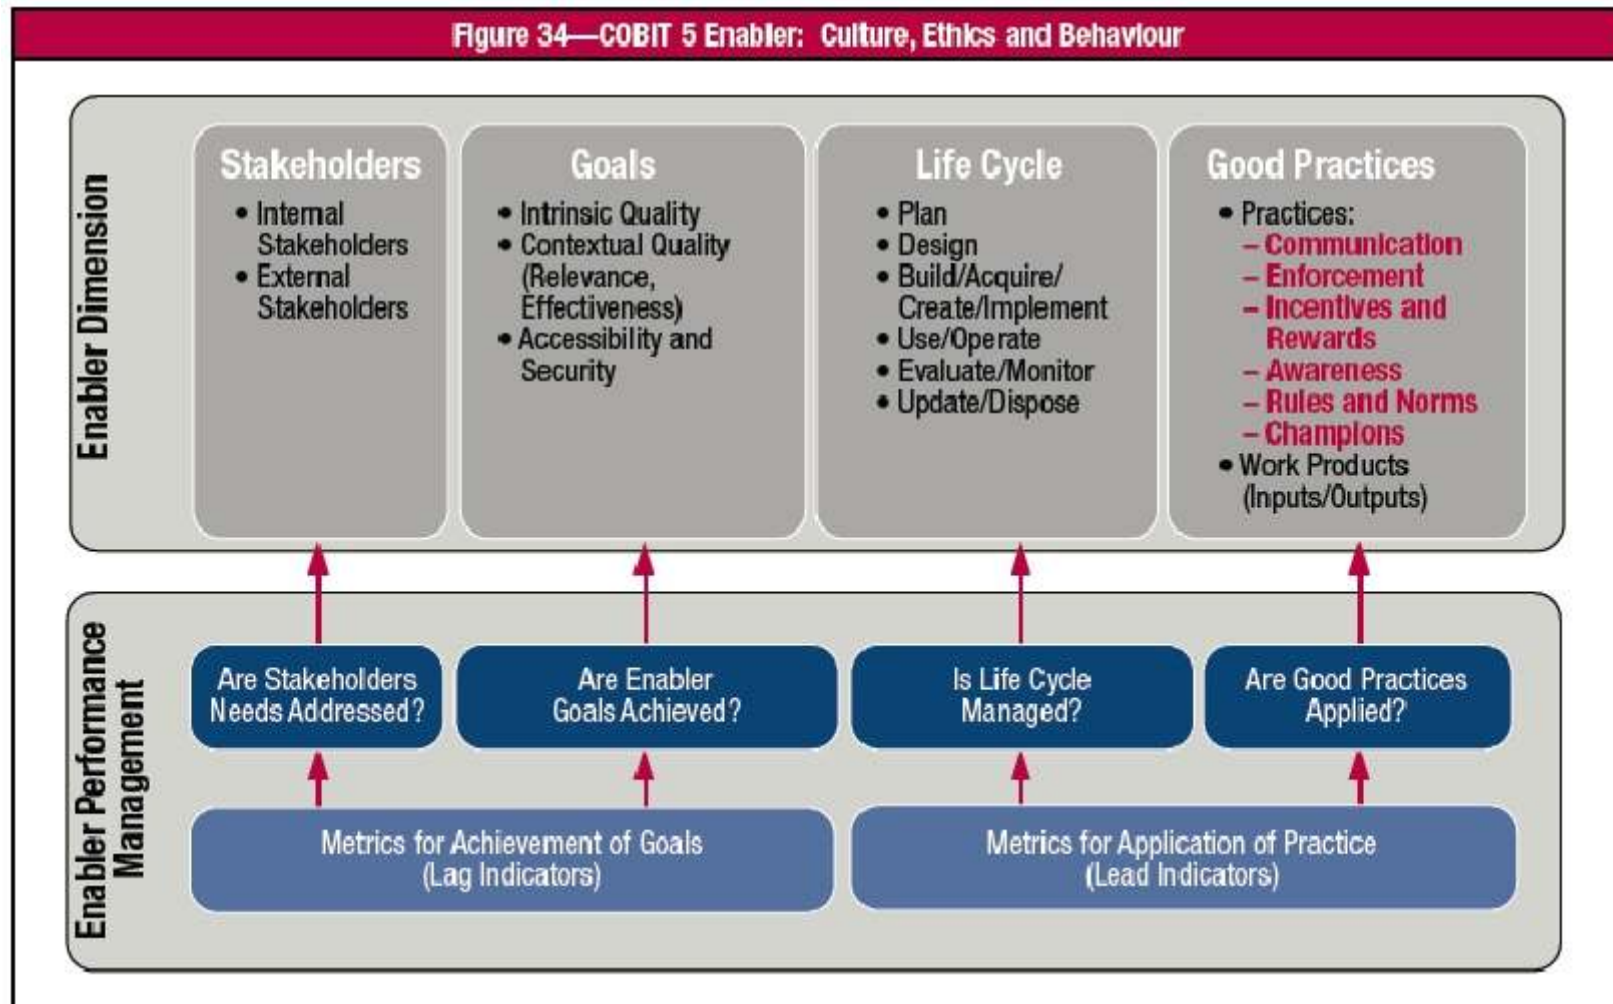 Figure 34—COBIT 5 Enabler: Culture, Ethics and Behaviour
Enabler Dimension
Stakeholders
• Internal
Stakeholders
• External
Stakeholders
Goals
• Intrinsic Quality
• Contextual Quality
(Relevance,
Effectiveness)
• Accessibility and
Security
Life Cycle
• Plan
• Design
• Build/Acquire/
Create/Implement
• Use/Operate
• Evaluate/Monitor
• Update/Dispose
Good Practices
• Practices:
– Communication
– Enforcement
– Incentives and
Rewards
– Awareness
– Rules and Norms
– Champions
• Work Products
(Inputs/Outputs)
Enabler Performance
Management
Are Stakeholders
Needs Addressed?
Are Enabler
Goals Achieved?
Is Life Cycle
Managed?
Are Good Practices
Applied?
Metrics for Achievement of Goals
(Lag Indicators)
Metrics for Application of Practice
(Lead Indicators)